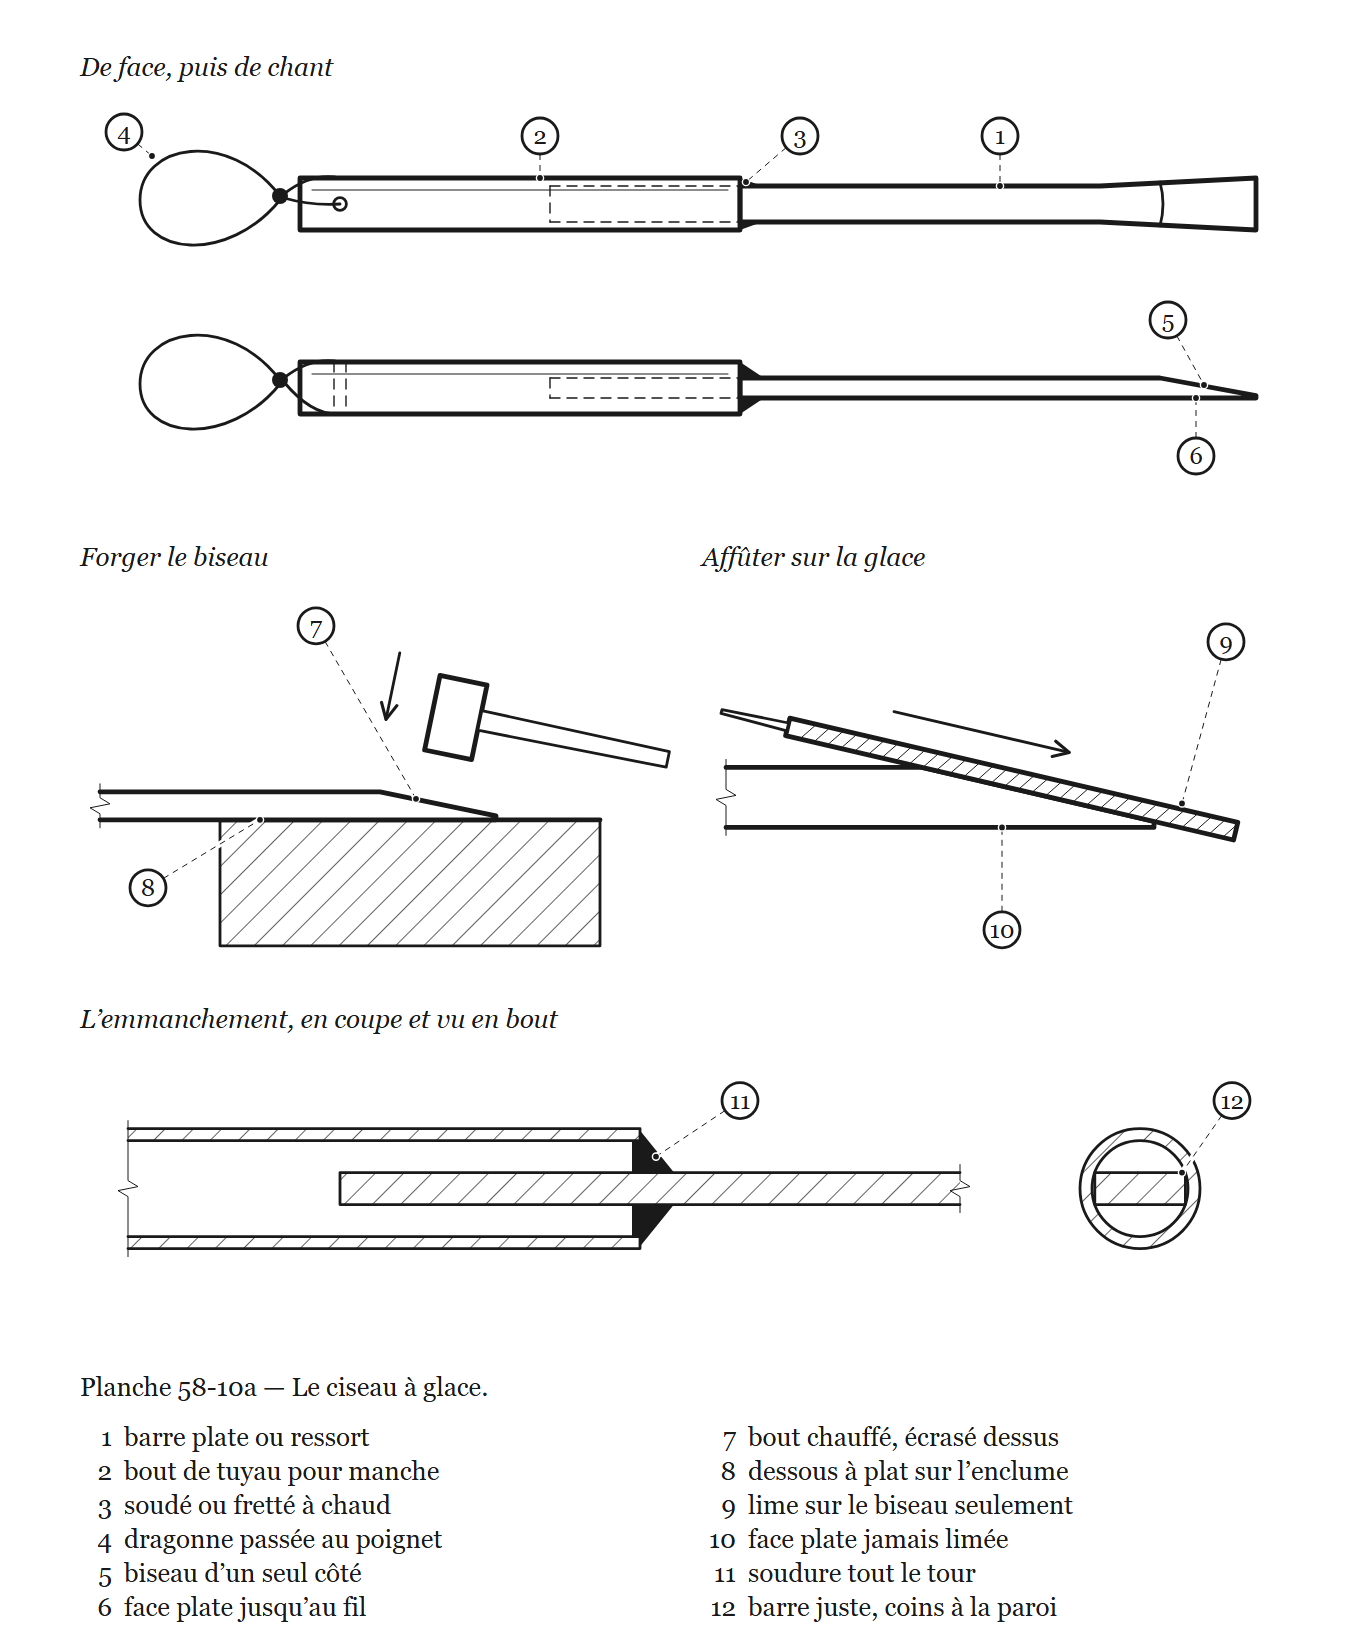 De face, puis de chant
4
2
3
1
5
6
Forger le biseau
Affûter sur la glace
7
9
8
10
L’emmanchement, en coupe et vu en bout
11
12
Planche 58-10a — Le ciseau à glace.
1 barre plate ou ressort
2 bout de tuyau pour manche
3 soudé ou fretté à chaud
4 dragonne passée au poignet
5 biseau d’un seul côté
6 face plate jusqu’au fil
7 bout chauffé, écrasé dessus
8 dessous à plat sur l’enclume
9 lime sur le biseau seulement
10 face plate jamais limée
11 soudure tout le tour
12 barre juste, coins à la paroi